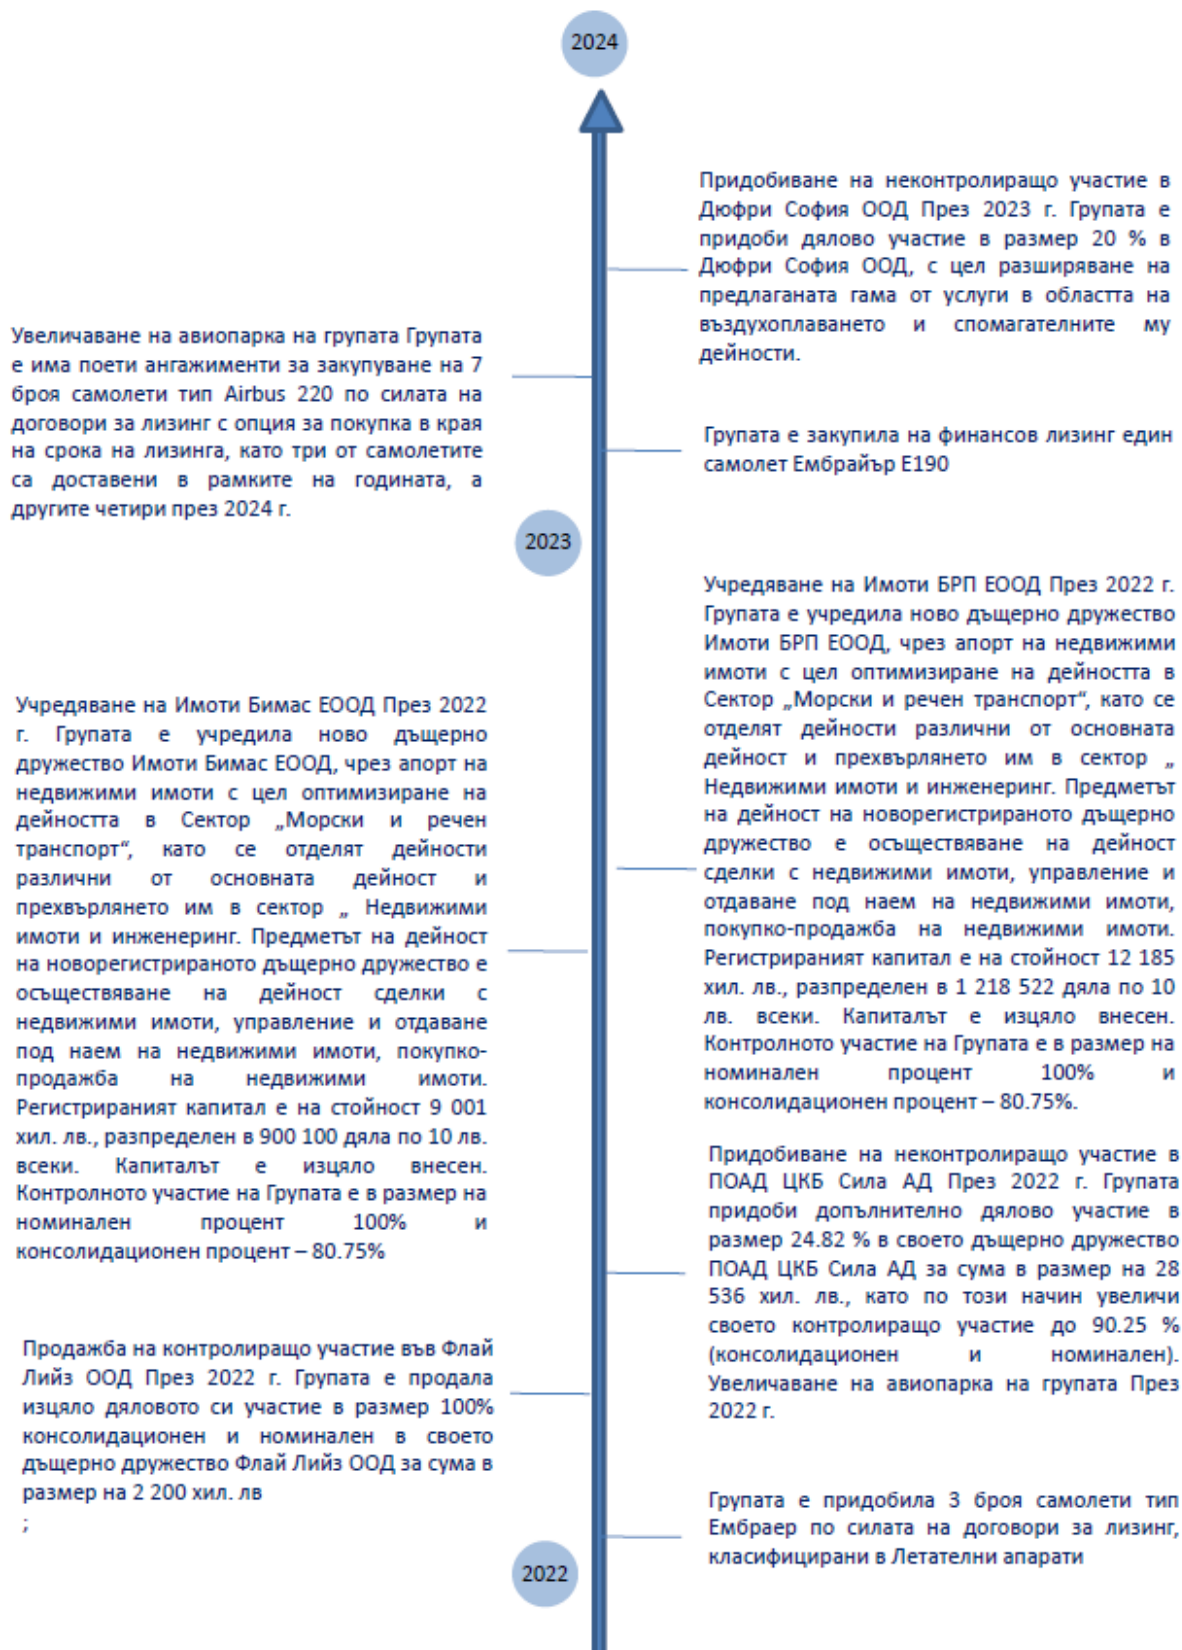 2024
Придобиване на неконтролиращо участие в
Дюфри София ООД През 2023 г. Групата е
придоби дялово участие в размер 20 % в
Дюфри София ООД, с цел разширяване на
предлаганата гама от услуги в областта на
въздухоплаването и спомагателните му
дейности.
Увеличаване на авиопарка на групата Групата
е има поети ангажименти за закупуване на 7
броя самолети тип Airbus 220 по силата на
договори за лизинг с опция за покупка в края
на срока на лизинга, като три от самолетите
са доставени в рамките на годината, а
другите четири през 2024 г.
Групата е закупила на финансов лизинг един
самолет Ембрайър Е190
2023
Учредяване на Имоти БРП ЕООД През 2022 г.
Групата е учредила ново дъщерно дружество
Имоти БРП ЕООД, чрез апорт на недвижими
имоти с цел оптимизиране на дейността в
Сектор „Морски и речен транспорт“, като се
отделят дейности различни от основната
дейност и прехвърлянето им в сектор „
Недвижими имоти и инженеринг. Предметът
на дейност на новорегистрираното дъщерно
дружество е осъществяване на дейност
сделки с недвижими имоти, управление и
отдаване под наем на недвижими имоти,
покупко-продажба на недвижими имоти.
Регистрираният капитал е на стойност 12 185
хил. лв., разпределен в 1 218 522 дяла по 10
лв. всеки. Капиталът е изцяло внесен.
Контролното участие на Групата е в размер на
номинален процент 100% и
консолидационен процент – 80.75%.
Учредяване на Имоти Бимас ЕООД През 2022
г. Групата е учредила ново дъщерно
дружество Имоти Бимас ЕООД, чрез апорт на
недвижими имоти с цел оптимизиране на
дейността в Сектор „Морски и речен
транспорт“, като се отделят дейности
различни от основната дейност и
прехвърлянето им в сектор „ Недвижими
имоти и инженеринг. Предметът на дейност
на новорегистрираното дъщерно дружество е
осъществяване на дейност сделки с
недвижими имоти, управление и отдаване
под наем на недвижими имоти, покупко-
продажба на недвижими имоти.
Регистрираният капитал е на стойност 9 001
хил. лв., разпределен в 900 100 дяла по 10 лв.
всеки. Капиталът е изцяло внесен.
Контролното участие на Групата е в размер на
номинален процент 100% и
консолидационен процент – 80.75%
Придобиване на неконтролиращо участие в
ПОАД ЦКБ Сила АД През 2022 г. Групата
придоби допълнително дялово участие в
размер 24.82 % в своето дъщерно дружество
ПОАД ЦКБ Сила АД за сума в размер на 28
536 хил. лв., като по този начин увеличи
своето контролиращо участие до 90.25 %
(консолидационен и номинален).
Увеличаване на авиопарка на групата През
2022 г.
Продажба на контролиращо участие във Флай
Лийз ООД През 2022 г. Групата е продала
изцяло дяловото си участие в размер 100%
консолидационен и номинален в своето
дъщерно дружество Флай Лийз ООД за сума в
размер на 2 200 хил. лв
;
Групата е придобила 3 броя самолети тип
Ембраер по силата на договори за лизинг,
класифицирани в Летателни апарати
2022